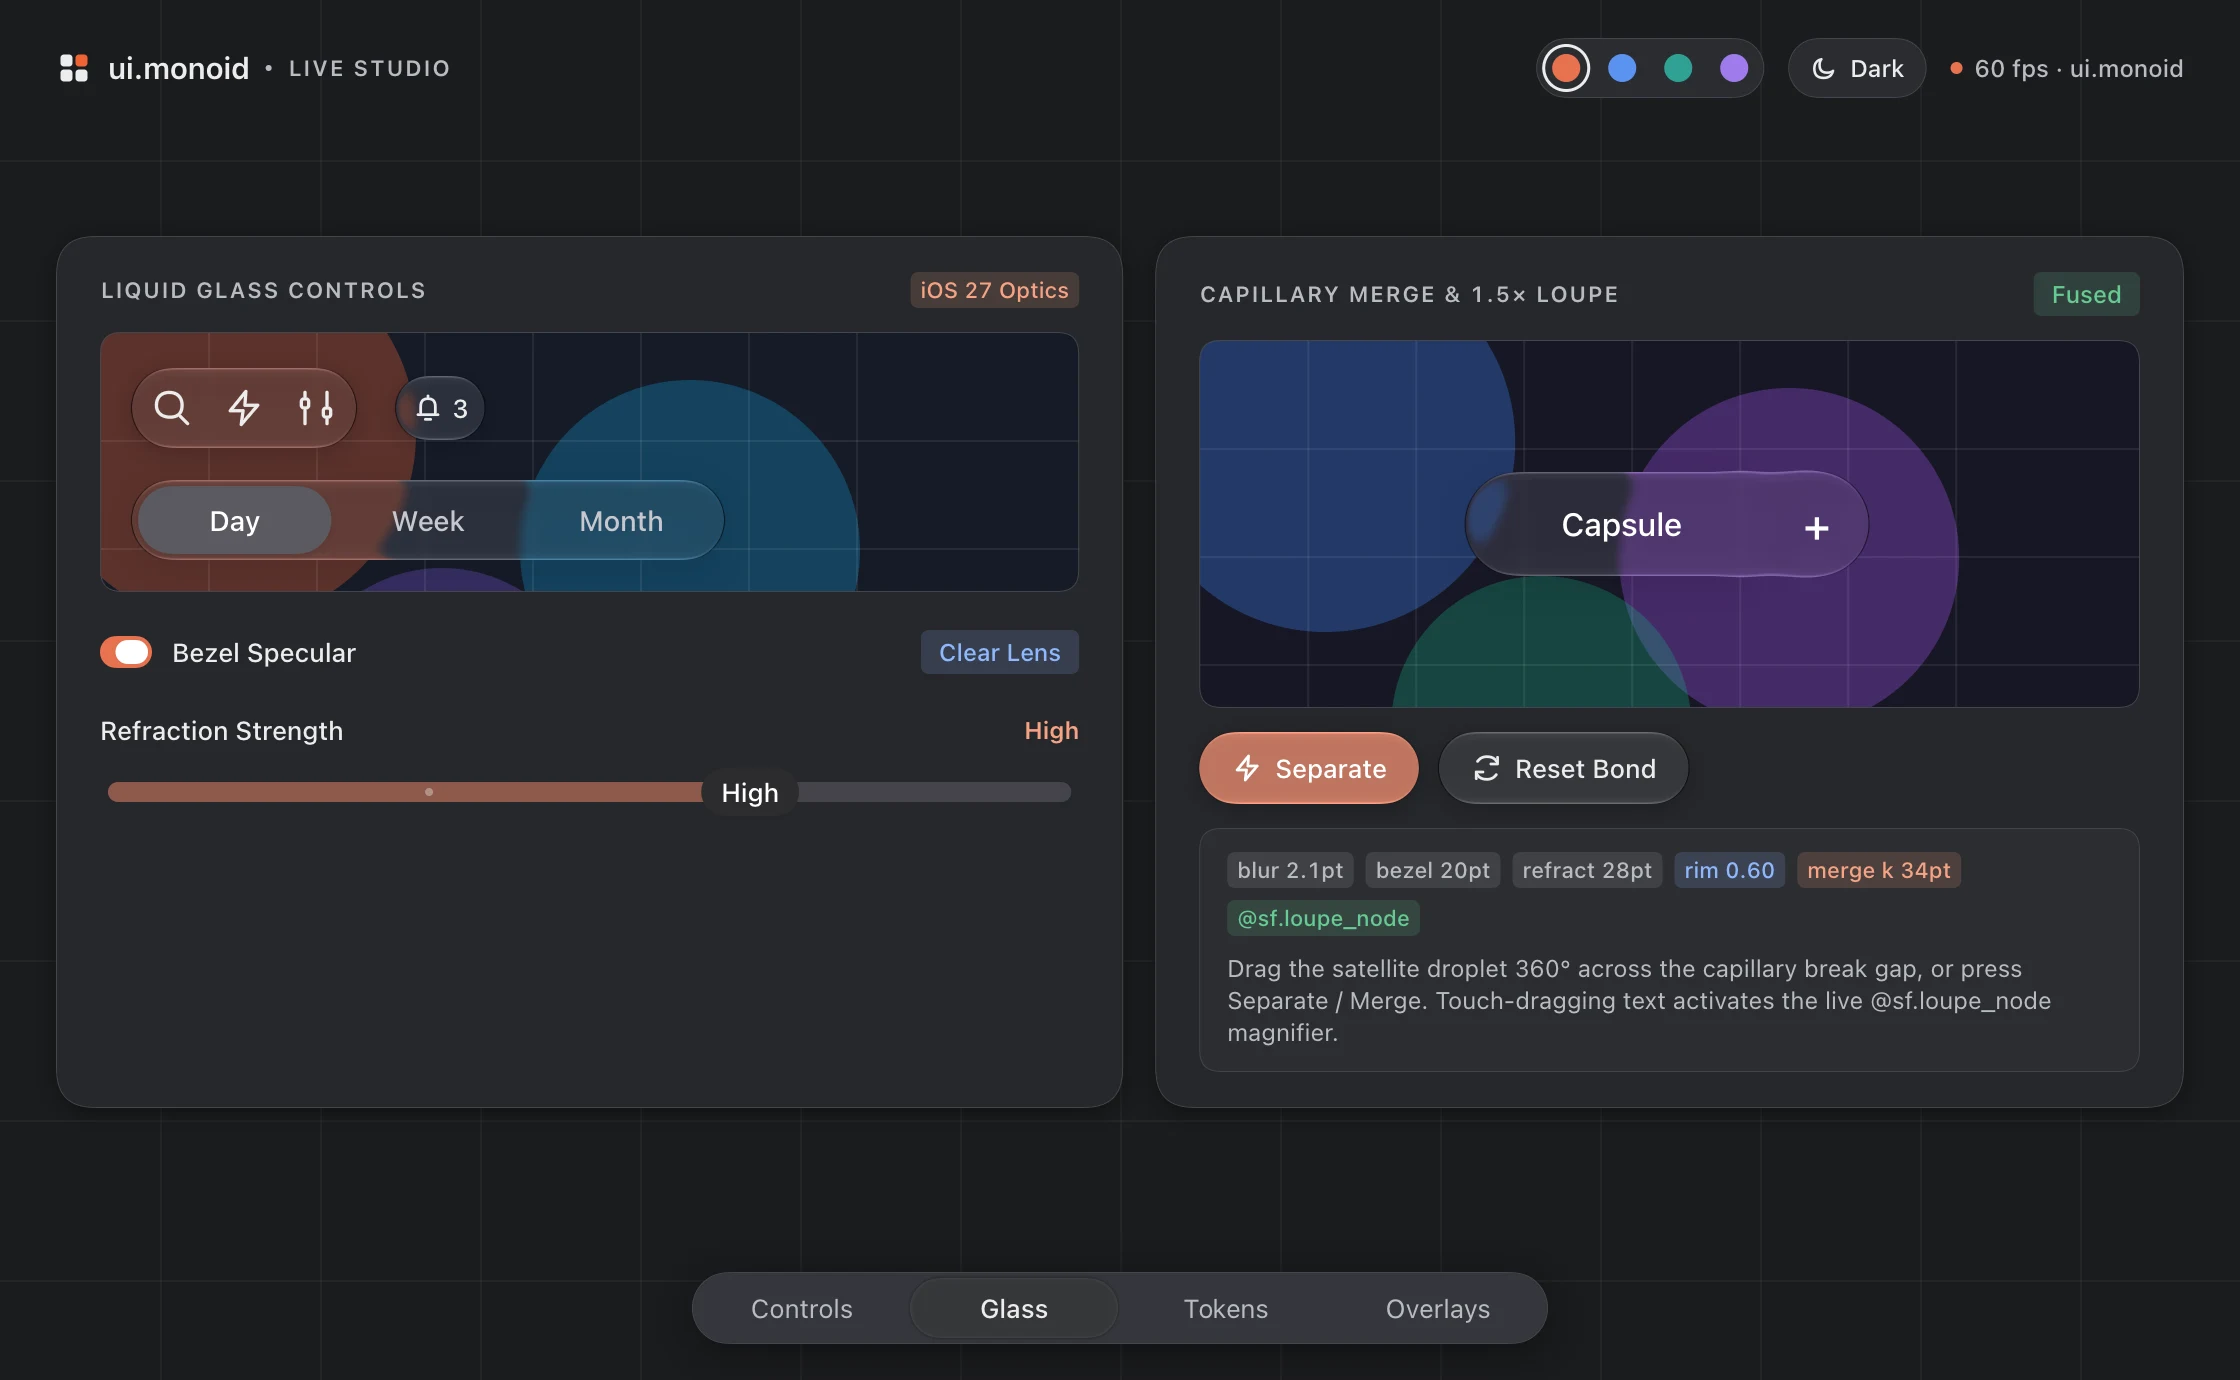 ui.monoid • LIVE STUDIO
Dark
60 fps · ui.monoid
LIQUID GLASS CONTROLS
iOS 27 Optics
3
Day
Week
Month
Bezel Specular
Clear Lens
Refraction Strength
High
High
CAPILLARY MERGE & 1.5× LOUPE
Fused
Capsule
+
Separate
Reset Bond
blur 2.1pt
bezel 20pt
refract 28pt
rim 0.60
merge k 34pt
@sf.loupe_node
Drag the satellite droplet 360° across the capillary break gap, or press
Separate / Merge. Touch-dragging text activates the live @sf.loupe_node
magnifier.
Controls
Glass
Tokens
Overlays